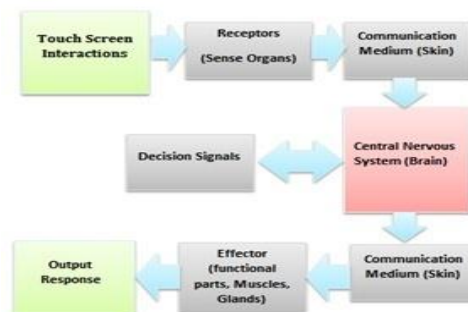 Touch Screen
Interactions
Receptors
(Sense Organs)
Communication
Medium (Skin)
Central Nervous
System (Brain)
Decision Signals
Communication
Medium (Skin)
Effector
(functional
parts, Muscles,
Glands)
Output
Response